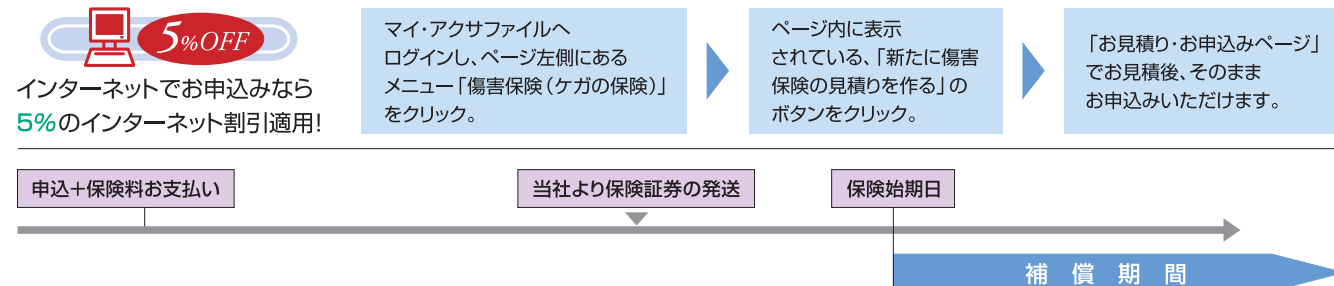 5%OFF
インターネットでお申込みなら
5%のインターネット割引適用!
マイ・アクサファイルへ
ログインし、ページ左側にある
メニュー「傷害保険(ケガの保険)」
をクリック。
ページ内に表示
されている、「新たに傷害
保険の見積りを作る」の
ボタンをクリック。
「お見積り・お申込みページ」
でお見積後、そのまま
お申込みいただけます。
申込+保険料お支払い
当社より保険証券の発送
保険始期日
補償期間